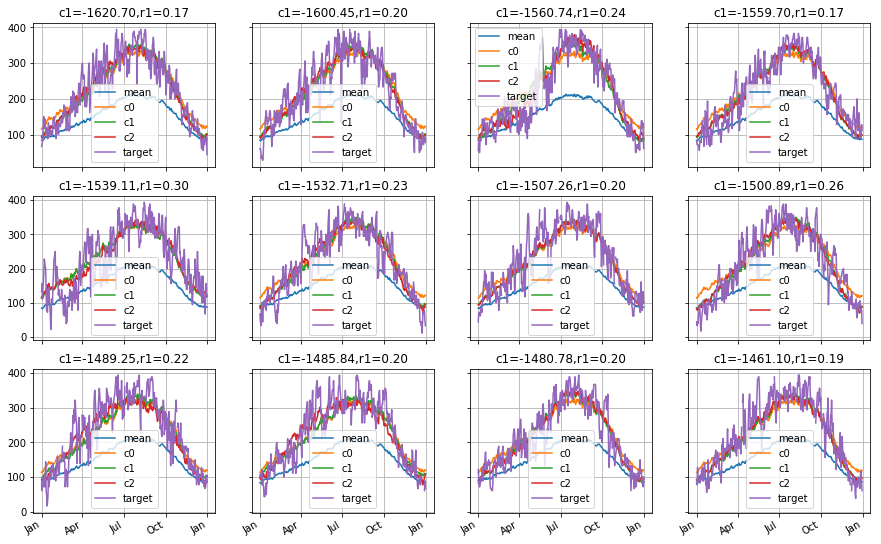 c1=-1620.70,r1=0.17
c1=-1600.45,r1=0.20
c1=-1560.74,r1=0.24
c1=-1559.70,r1=0.17
400
300
200
100
mean
c0
c1
c2
target
mean
c0
c1
c2
target
mean
c0
c1
c2
target
mean
c0
c1
c2
target
c1=-1539.11,r1=0.30
c1=-1532.71,r1=0.23
c1=-1507.26,r1=0.20
c1=-1500.89,r1=0.26
400
300
200
100
0
mean
c0
c1
c2
target
mean
c0
c1
c2
target
mean
c0
c1
c2
target
mean
c0
c1
c2
target
c1=-1489.25,r1=0.22
c1=-1485.84,r1=0.20
c1=-1480.78,r1=0.20
c1=-1461.10,r1=0.19
400
300
200
100
0
mean
c0
c1
c2
target
mean
c0
c1
c2
target
mean
c0
c1
c2
target
mean
c0
c1
c2
target
Jan
Apr
Jul
Oct
Jan
Jan
Apr
Jul
Oct
Jan
Jan
Apr
Jul
Oct
Jan
Jan
Apr
Jul
Oct
Jan